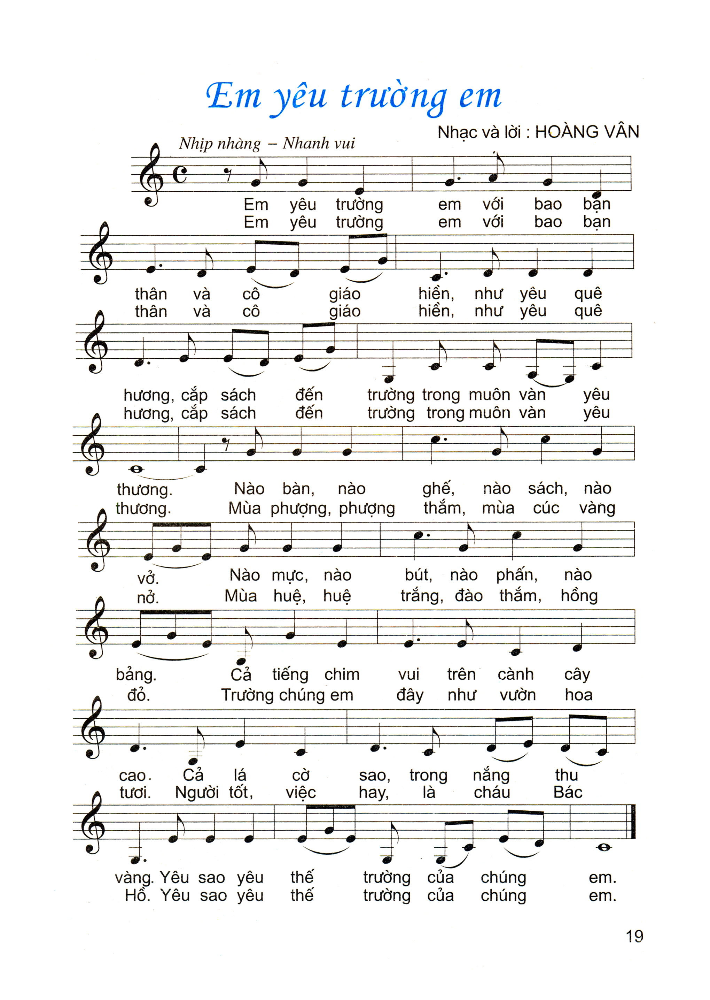 Em yêu trường em
Nhạc và lời : HOÀNG VÂN
Nhịp nhàng – Nhanh vui
Em yêu trường em với bao bạn
Em yêu trường em với bao bạn
thân và cô giáo hiền, như yêu quê
thân và cô giáo hiền, như yêu quê
hương, cắp sách đến trường trong muôn vàn yêu
hương, cắp sách đến trường trong muôn vàn yêu
thương. Nào bàn, nào ghế, nào sách, nào
thương. Mùa phượng, phượng thắm, mùa cúc vàng
vở. Nào mực, nào bút, nào phấn, nào
nở. Mùa huệ, huệ trắng, đào thắm, hồng
bảng. Cả tiếng chim vui trên cành cây
đỏ. Trường chúng em đây như vườn hoa
cao. Cả lá cờ sao, trong nắng thu
tươi. Người tốt, việc hay, là cháu Bác
vàng. Yêu sao yêu thế trường của chúng em.
Hồ. Yêu sao yêu thế trường của chúng em.
19